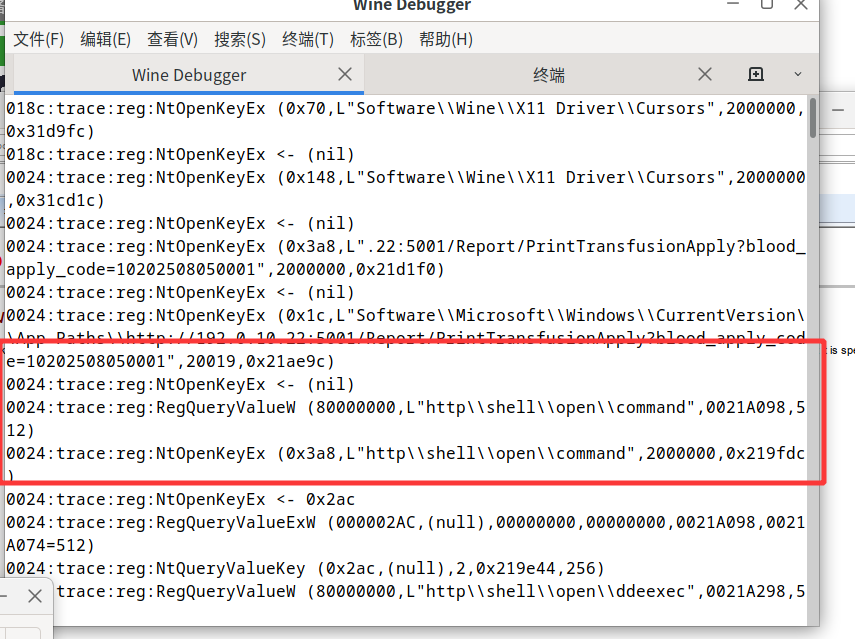 Wine Debugger
文件(F) 编辑(E) 查看(V) 搜索(S) 终端(T) 标签(B) 帮助(H)
Wine Debugger 终端
018c:trace:reg:NtOpenKeyEx (0x70,L"Software\\Wine\\X11 Driver\\Cursors",2000000,
0x31d9fc)
018c:trace:reg:NtOpenKeyEx <- (nil)
0024:trace:reg:NtOpenKeyEx (0x148,L"Software\\Wine\\X11 Driver\\Cursors",2000000
,0x31cd1c)
0024:trace:reg:NtOpenKeyEx <- (nil)
0024:trace:reg:NtOpenKeyEx (0x3a8,L".22:5001/Report/PrintTransfusionApply?blood_
apply_code=10202508050001",2000000,0x21d1f0)
0024:trace:reg:NtOpenKeyEx <- (nil)
0024:trace:reg:NtOpenKeyEx (0x1c,L"Software\\Microsoft\\Windows\\CurrentVersion\
\App Paths\\http://192.0.10.22:5001/Report/PrintTransfusionApply?blood_apply_cod
e=10202508050001",20019,0x21ae9c)
0024:trace:reg:NtOpenKeyEx <- (nil)
0024:trace:reg:RegQueryValueW (80000000,L"http\\shell\\open\\command",0021A098,5
12)
0024:trace:reg:NtOpenKeyEx (0x3a8,L"http\\shell\\open\\command",2000000,0x219fdc
)
0024:trace:reg:NtOpenKeyEx <- 0x2ac
0024:trace:reg:RegQueryValueExW (000002AC,(null),00000000,00000000,0021A098,0021
A074=512)
0024:trace:reg:NtQueryValueKey (0x2ac,(null),2,0x219e44,256)
:trace:reg:RegQueryValueW (80000000,L"http\\shell\\open\\ddeexec",0021A298,5
is spe